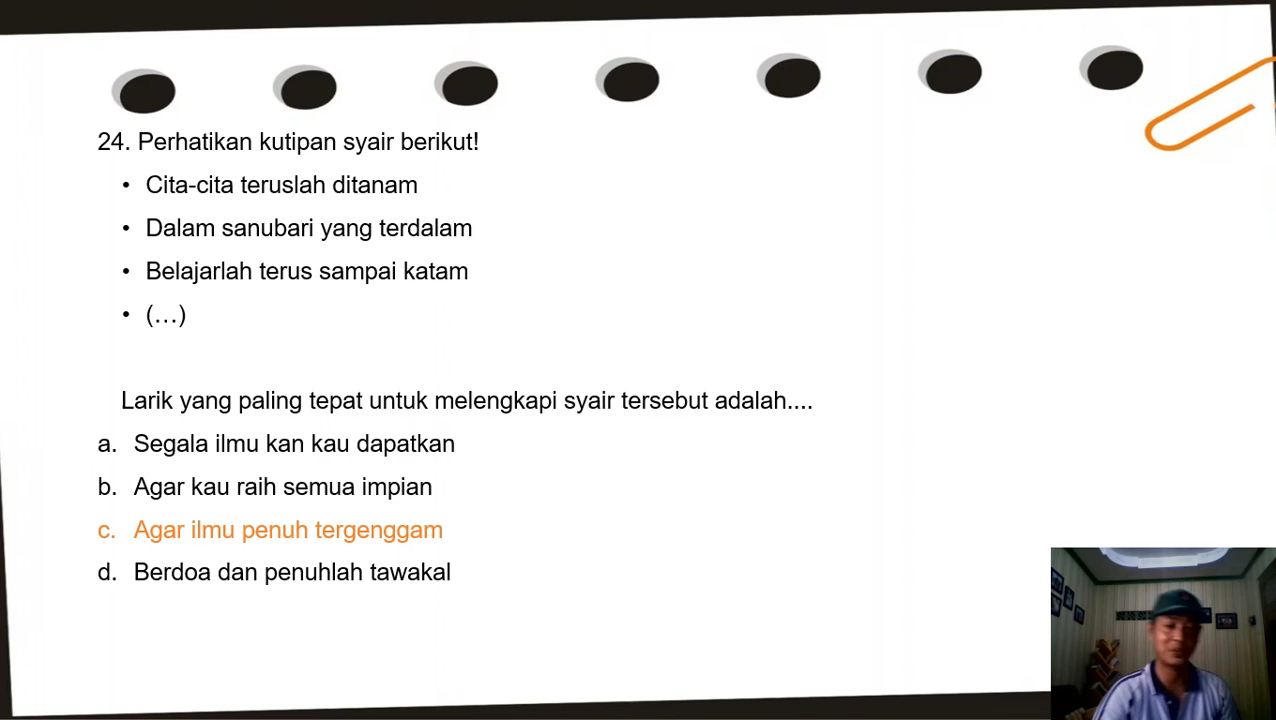 24. Perhatikan kutipan syair berikut!
• Cita-cita teruslah ditanam
• Dalam sanubari yang terdalam
• Belajarlah terus sampai katam
• (…)
Larik yang paling tepat untuk melengkapi syair tersebut adalah....
a. Segala ilmu kan kau dapatkan
b. Agar kau raih semua impian
c. Agar ilmu penuh tergenggam
d. Berdoa dan penuhlah tawakal